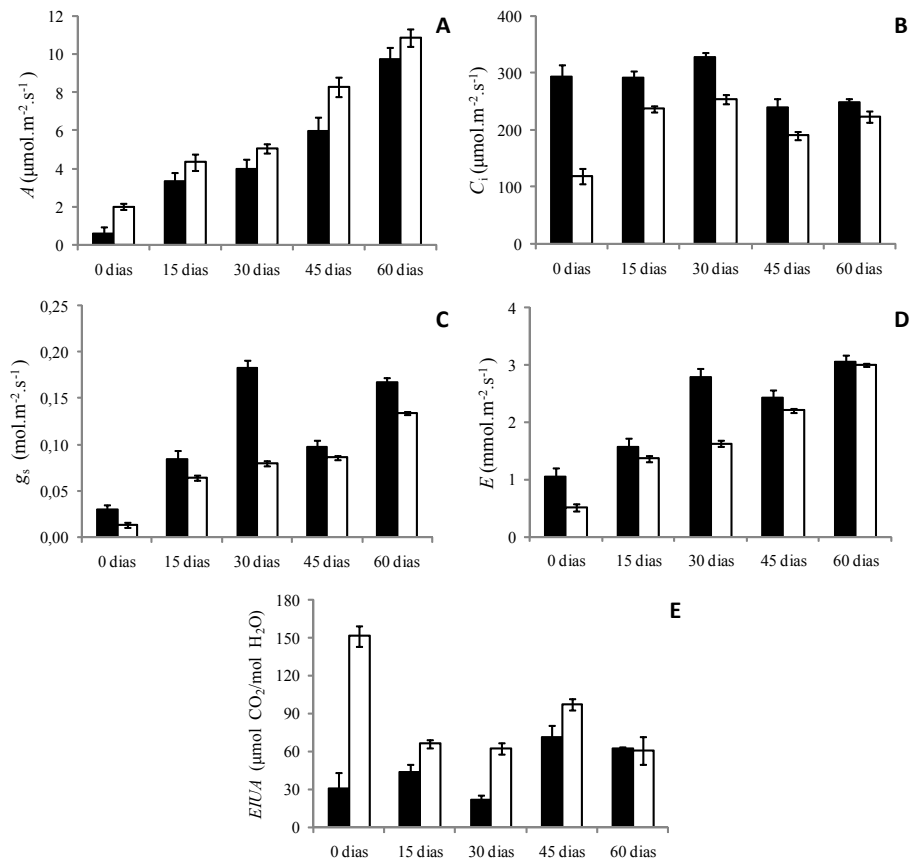 A
A (μmol.m-2.s-1)
12
10
8
6
4
2
0
0 dias 15 dias 30 dias 45 dias 60 dias
B
Ci (μmol.m-2.s-1)
400
300
200
100
0
0 dias 15 dias 30 dias 45 dias 60 dias
C
gs (mol.m-2.s-1)
0,25
0,20
0,15
0,10
0,05
0,00
0 dias 15 dias 30 dias 45 dias 60 dias
D
E (mmol.m-2.s-1)
4
3
2
1
0
0 dias 15 dias 30 dias 45 dias 60 dias
E
EIUA (μmol CO2/mol H2O)
180
150
120
90
60
30
0
0 dias 15 dias 30 dias 45 dias 60 dias